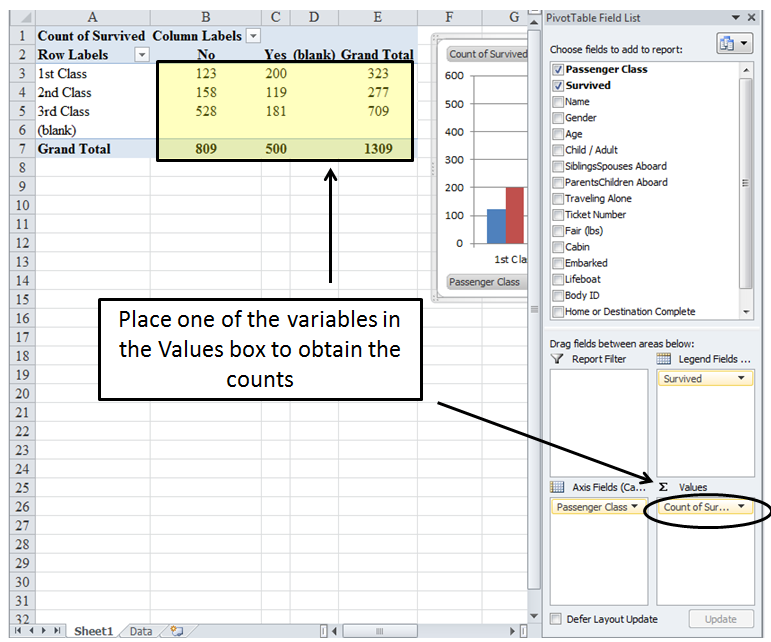 A B C D E F G
1 Count of Survived Column Labels
2 Row Labels No Yes (blank) Grand Total
3 1st Class 123 200 323
4 2nd Class 158 119 277
5 3rd Class 528 181 709
6 (blank)
7 Grand Total 809 500 1309
8
9
10
11
12
13
14
15
16
17
18
19
20
21
22
23
24
25
26
27
28
29
30
31
32
Count of Survived
600
500
400
300
200
100
0
1st Cla
Passenger Class
Place one of the variables in
the Values box to obtain the
counts
Sheet1 Data
PivotTable Field List
Choose fields to add to report:
Passenger Class
Survived
Name
Gender
Age
Child / Adult
SiblingsSpouses Aboard
ParentsChildren Aboard
Traveling Alone
Ticket Number
Fair (lbs)
Cabin
Embarked
Lifeboat
Body ID
Home or Destination Complete
Drag fields between areas below:
Report Filter Legend Fields ...
Survived
Axis Fields (Ca... Σ Values
Passenger Class Count of Sur...
Defer Layout Update Update